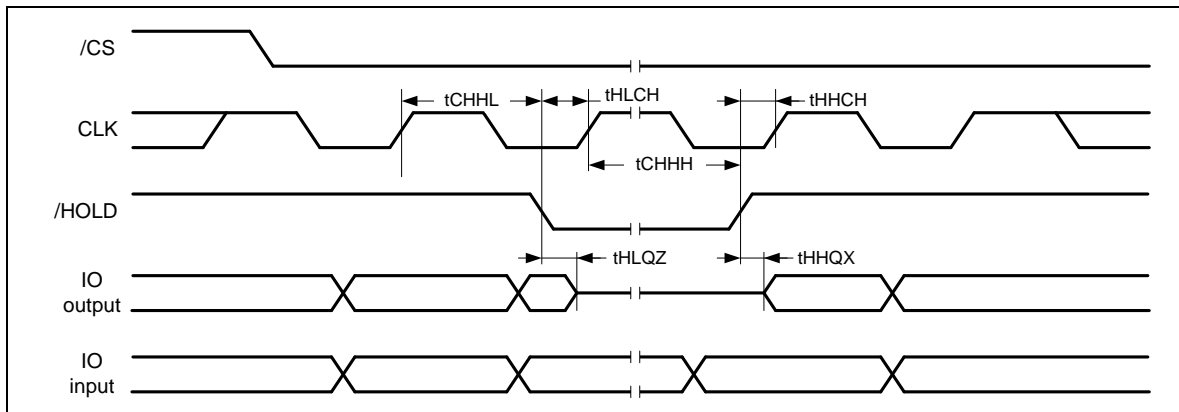 /CS
tCHHL
tHLCH
tHHCH
CLK
tCHHH
/HOLD
tHLQZ
tHHQX
IO
output
IO
input